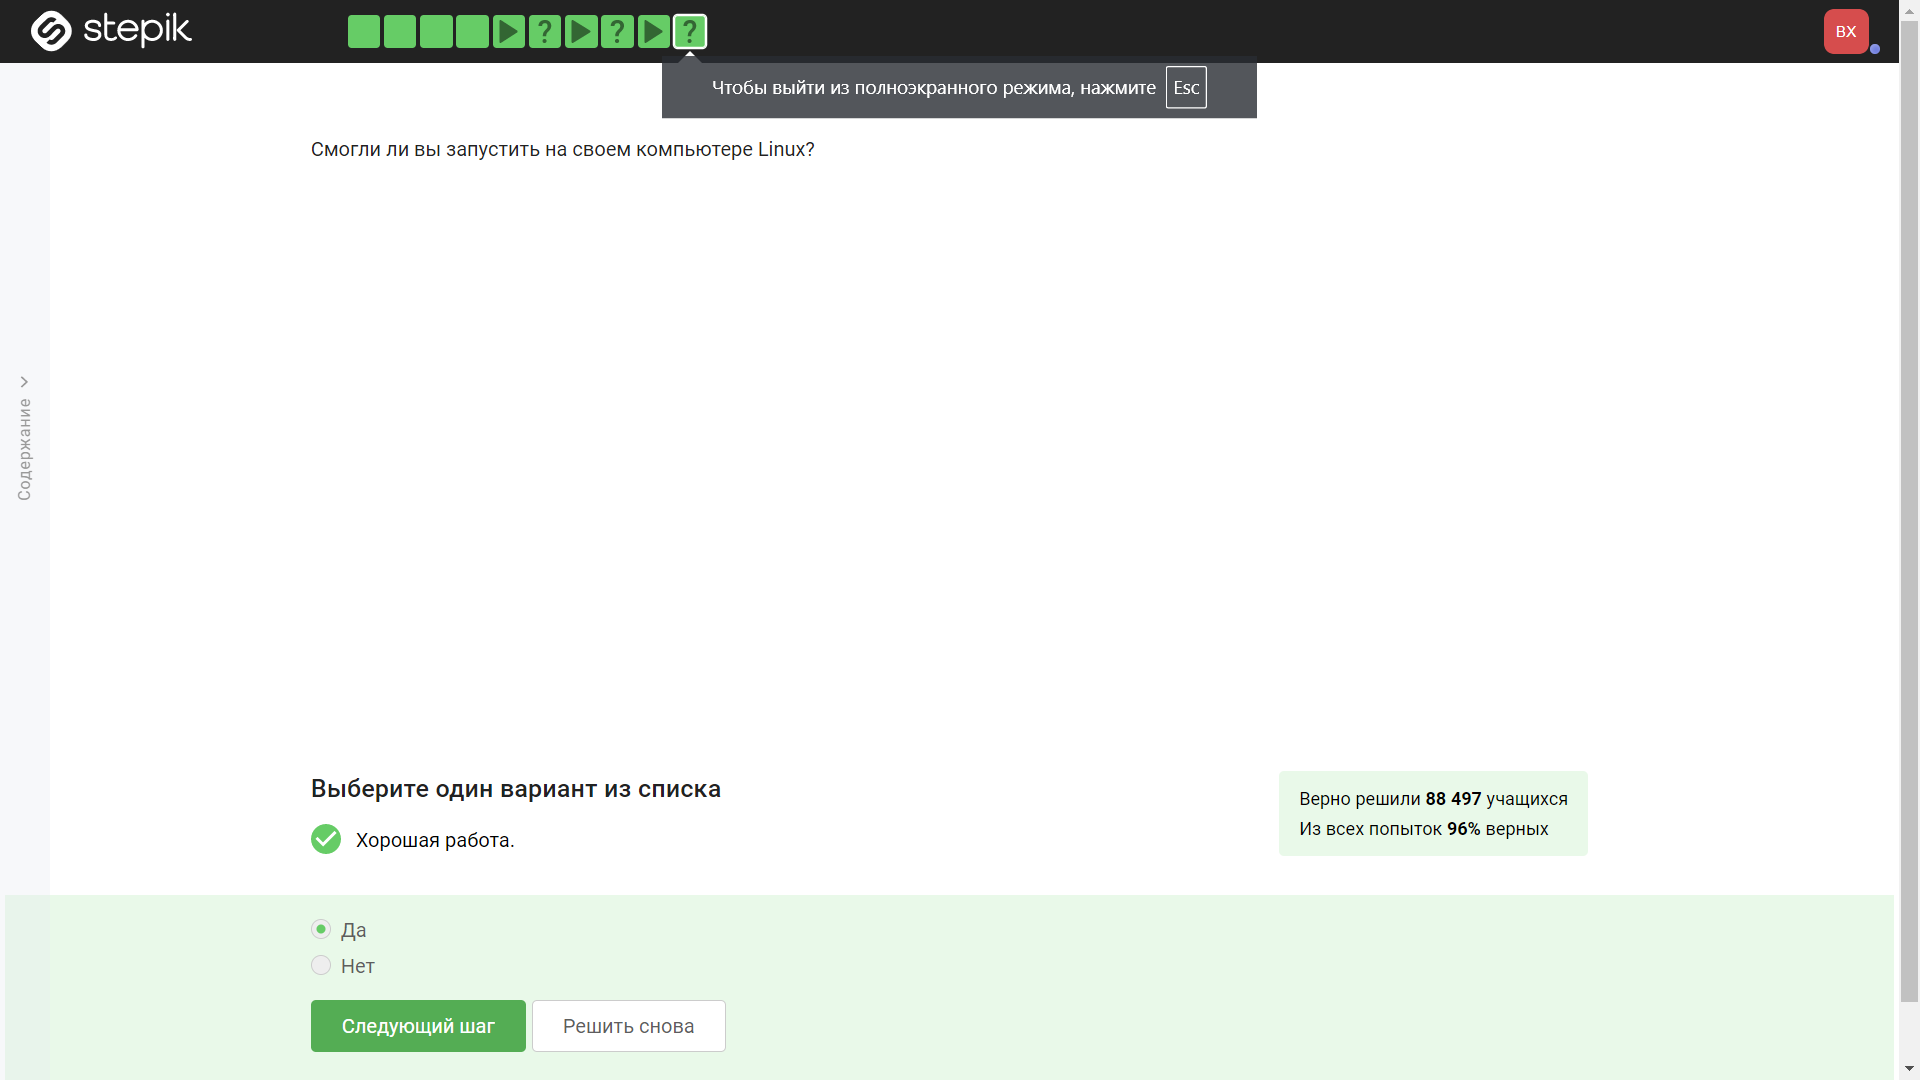 stepik
? ? ?
ВХ
Чтобы выйти из полноэкранного режима, нажмите Esc
Смогли ли вы запустить на своем компьютере Linux?
Содержание
Выберите один вариант из списка
Верно решили 88 497 учащихся
Из всех попыток 96% верных
Хорошая работа.
Да
Нет
Следующий шаг
Решить снова